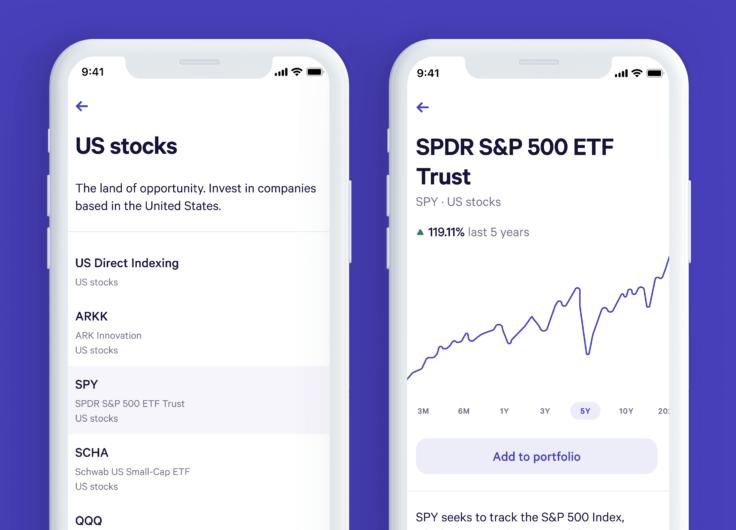 9:41
US stocks
The land of opportunity. Invest in companies
based in the United States.
US Direct Indexing
US stocks
ARKK
ARK Innovation
US stocks
SPY
SPDR S&P 500 ETF Trust
US stocks
SCHA
Schwab US Small-Cap ETF
US stocks
QQQ
9:41
SPDR S&P 500 ETF
Trust
SPY · US stocks
▲ 119.11% last 5 years
3M 6M 1Y 3Y 5Y 10Y
Add to portfolio
SPY seeks to track the S&P 500 Index,